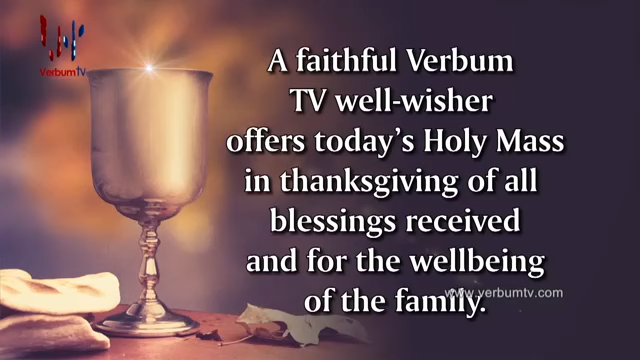 VerbumTV
A faithful Verbum
TV well-wisher
offers today's Holy Mass
in thanksgiving of all
blessings received
and for the wellbeing
of the family.
www.verbumtv.com